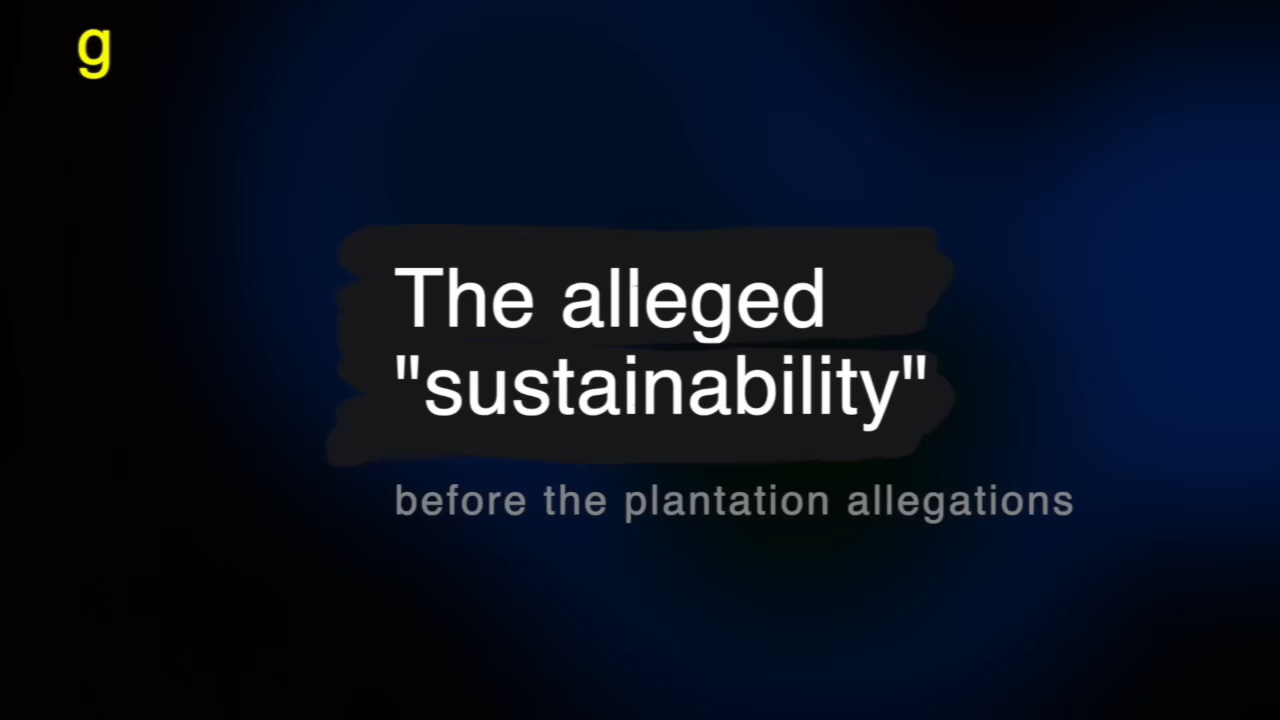 g
The alleged
"sustainability"
before the plantation allegations